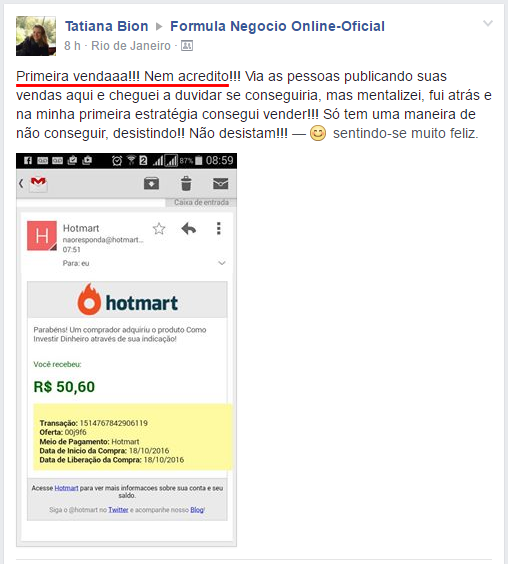 Tatiana Bion ▸ Formula Negocio Online-Oficial
8 h · Rio de Janeiro ·
Primeira vendaaa!!! Nem acredito!!! Via as pessoas publicando suas
vendas aqui e cheguei a duvidar se conseguiria, mas mentalizei, fui atrás e
na minha primeira estratégia consegui vender!!! Só tem uma maneira de
não conseguir, desistindo!! Não desistam!!! — 😊 sentindo-se muito feliz.
87% 08:59
Caixa de entrada
H
Hotmart
naoresponda@hotmart...
07:51
Para: eu
hotmart
Parabéns! Um comprador adquiriu o produto Como
Investir Dinheiro através de sua indicação!
Você recebeu:
R$ 50,60
Transação: 1514767842906119
Oferta: 00j9f6
Meio de Pagamento: Hotmart
Data de Inicio da Compra: 18/10/2016
Data de Liberação da Compra: 18/10/2016
Acesse Hotmart para ver mais informacoes sobre sua conta e seu
saldo.
Siga o @hotmart no Twitter e acompanhe nosso Blog!